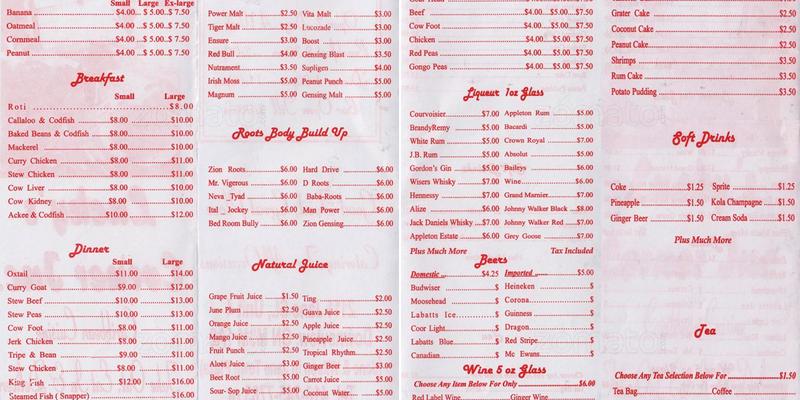 Small Large Ex-large
Banana $4.00 $5.00 $7.50
Oatmeal $4.00 $5.00 $7.50
Cornmeal $4.00 $5.00 $7.50
Peanut $4.00 $5.00 $7.50
Breakfast
Small Large
Roti $8.00
Callaloo & Codfish $8.00 $10.00
Baked Beans & Codfish $8.00 $10.00
Mackerel $8.00 $10.00
Curry Chicken $8.00 $11.00
Stew Chicken $8.00 $11.00
Cow Liver $8.00 $10.00
Cow Kidney $8.00 $10.00
Ackee & Codfish $10.00 $12.00
Dinner
Small Large
Oxtail $11.00 $14.00
Curry Goat $9.00 $12.00
Stew Beef $10.00 $13.00
Stew Peas $10.00 $13.00
Cow Foot $8.00 $11.00
Jerk Chicken $8.00 $11.00
Tripe & Bean $9.00 $11.00
Stew Chicken $8.00 $11.00
King Fish $12.00 $16.00
Steamed Fish ( Snapper) $16.00
Power Malt $2.50 Vita Malt $3.00
Tiger Malt $2.50 Lucozade $3.00
Ensure $3.00 Boost $3.00
Red Bull $4.00 Gensing Blast $3.50
Nutrament $3.50 Supligen $4.00
Irish Moss $5.00 Peanut Punch $5.00
Magnum $5.00 Gensing Malt $5.00
Roots Body Build Up
Zion Roots $6.00 Hard Drive $6.00
Mr. Vigerous $6.00 D Roots $6.00
Neva _Tyad $6.00 Baba-Roots $6.00
Ital _ Jockey $6.00 Man Power $6.00
Bed Room Bully $6.00 Zion Gensing $6.00
Natural Juice
Grape Fruit Juice $1.50 Ting $2.00
June Plum $2.50 Guava Juice $2.50
Orange Juice $2.50 Apple Juice $2.50
Mango Juice $2.50 Pineapple Juice $2.50
Fruit Punch $2.50 Tropical Rhythm $2.50
Aloes Juice $3.00 Ginger Beer $3.00
Beet Root $5.00 Carrot Juice $5.00
Sour- Sop Juice $5.00 Coconut Water $5.00
Beef $4.00 $5.00 $7.50
Cow Foot $4.00 $5.00 $7.50
Chicken $4.00 $5.00 $7.50
Red Peas $4.00 $5.00 $7.50
Gongo Peas $4.00 $5.00 $7.50
Liqueur 1oz Glass
Courvoisier $7.00 Appleton Rum $5.00
BrandyRemy $5.00 Bacardi $5.00
White Rum $5.00 Crown Royal $7.00
J.B. Rum $5.00 Absolut $5.00
Gordon's Gin $5.00 Baileys $6.00
Wisers Whisky $7.00 Wine $6.00
Hennessy $7.00 Grand Marnier $7.00
Alize $6.00 Johnny Walker Black $8.00
Jack Daniels Whisky $7.00 Johnny Walker Red $7.00
Appleton Estate $6.00 Grey Goose $7.00
Plus Much More Tax Included
Beers
Domestic $4.25 Imported $5.00
Budwiser $ Heineken $
Moosehead $ Corona $
Labatts Ice $ Guinness $
Coor Light $ Dragon $
Labatts Blue $ Red Stripe $
Canadian $ Mc Ewans $
Wine 5 oz Glass
Choose Any Item Below For Only $6.00
Red Label Wine Ginger Wine
Grater Cake $2.50
Coconut Cake $2.50
Peanut Cake $2.50
Shrimps $3.50
Rum Cake $3.50
Potato Pudding $3.50
Soft Drinks
Coke $1.25 Sprite $1.25
Pineapple $1.50 Kola Champagne $1.50
Ginger Beer $1.50 Cream Soda $1.50
Plus Much More
Tea
Choose Any Tea Selection Below For $1.50
Tea Bag Coffee